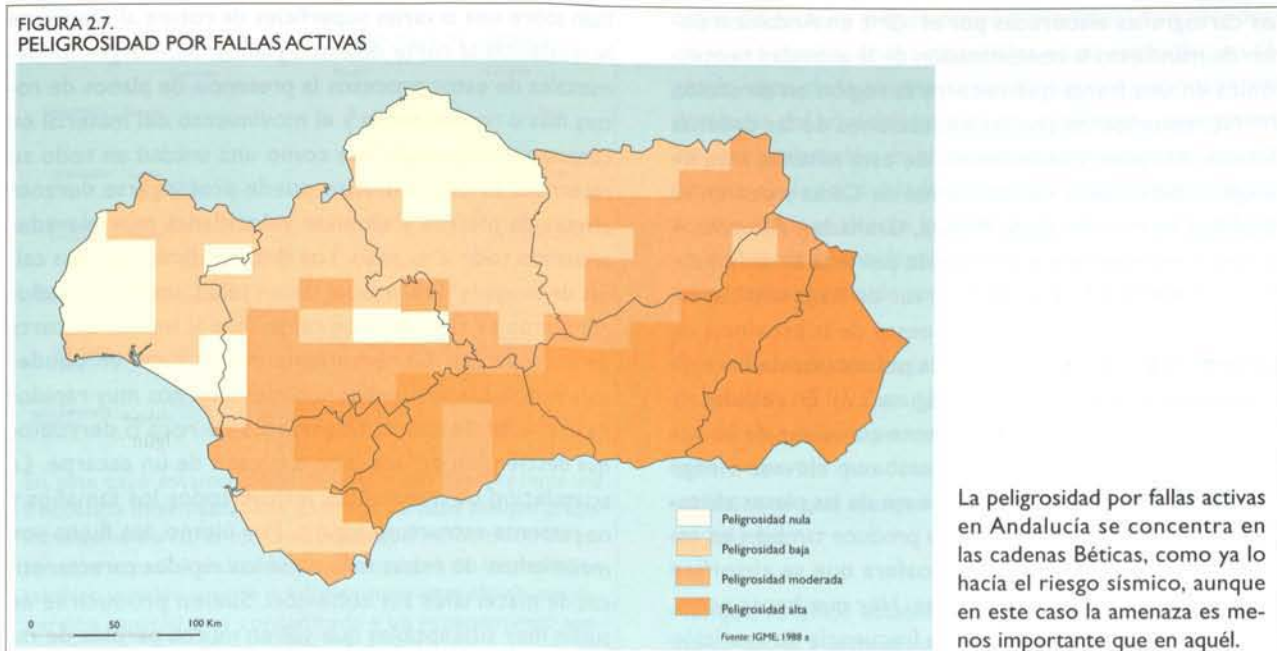 FIGURA 2.7.
PELIGROSIDAD POR FALLAS ACTIVAS
Peligrosidad nula
Peligrosidad baja
Peligrosidad moderada
Peligrosidad alta
Fuente: IGME, 1988 a
0 50 100 Km
La peligrosidad por fallas activas
en Andalucía se concentra en
las cadenas Béticas, como ya lo
hacía el riesgo sísmico, aunque
en este caso la amenaza es me-
nos importante que en aquél.